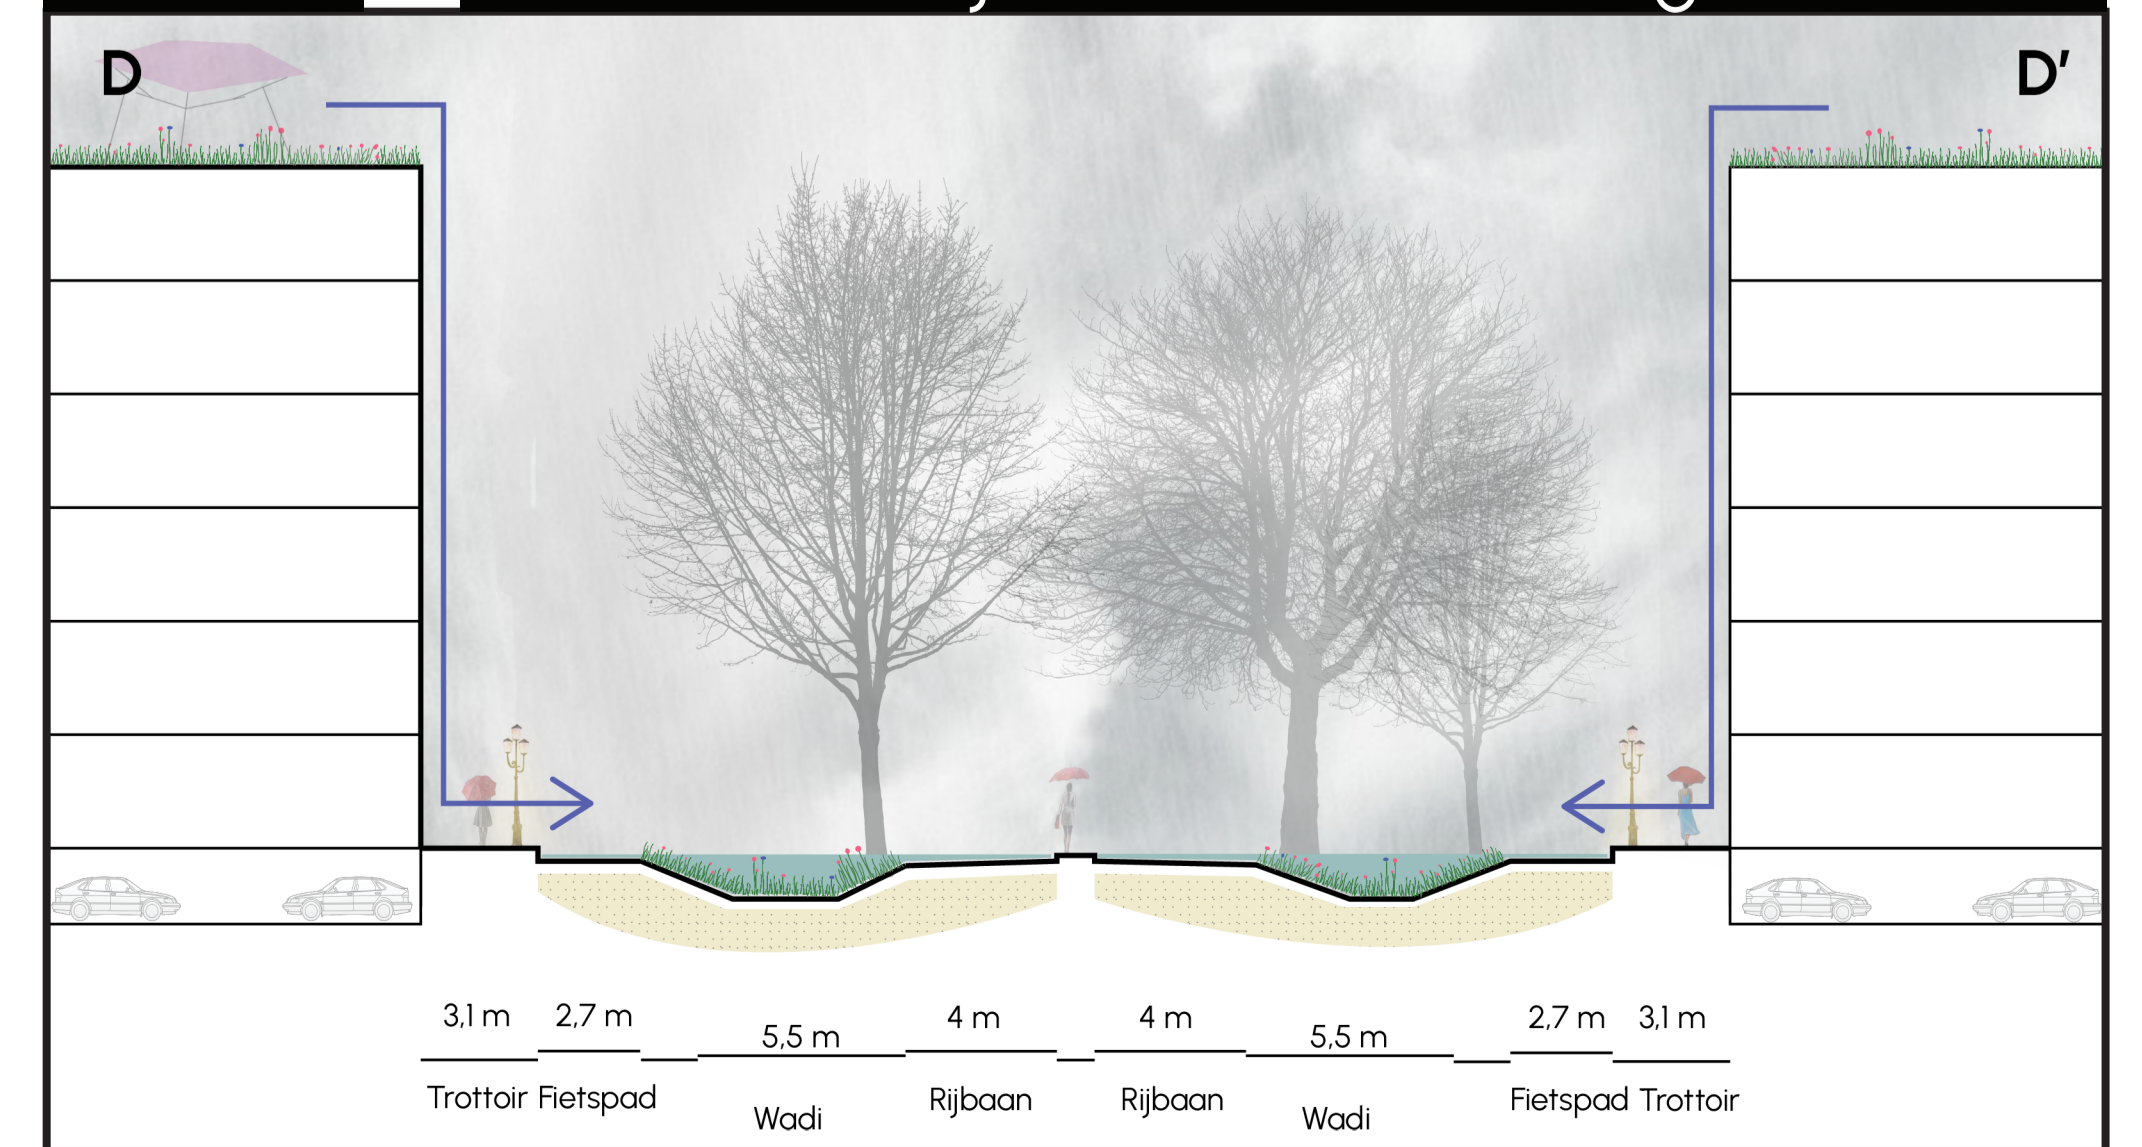 D D'
3,1 m 2,7 m 5,5 m 4 m 4 m 5,5 m 2,7 m 3,1 m
Trottoir Fietspad Wadi Rijbaan Rijbaan Wadi Fietspad Trottoir